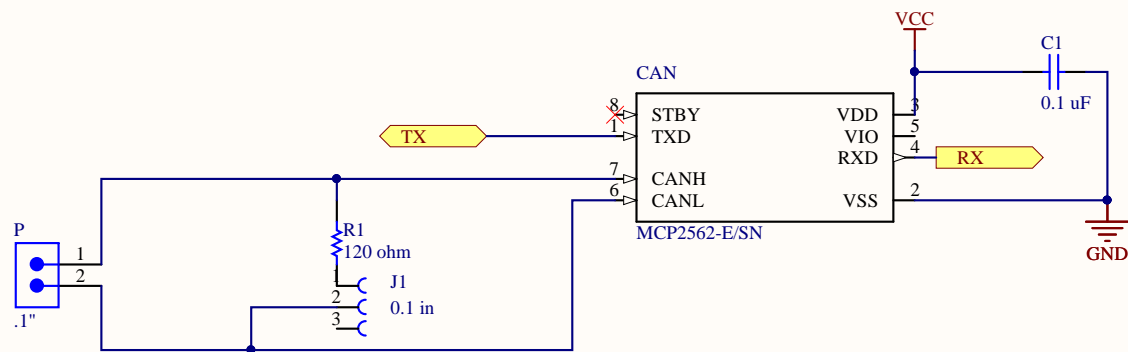 VCC
C1
0.1 uF
CAN
8
STBY
VDD
3
TX
1
TXD
VIO
5
RXD
4
RX
7
CANH
6
CANL
VSS
2
MCP2562-E/SN
GND
P
1
2
.1"
R1
120 ohm
1
J1
2
0.1 in
3